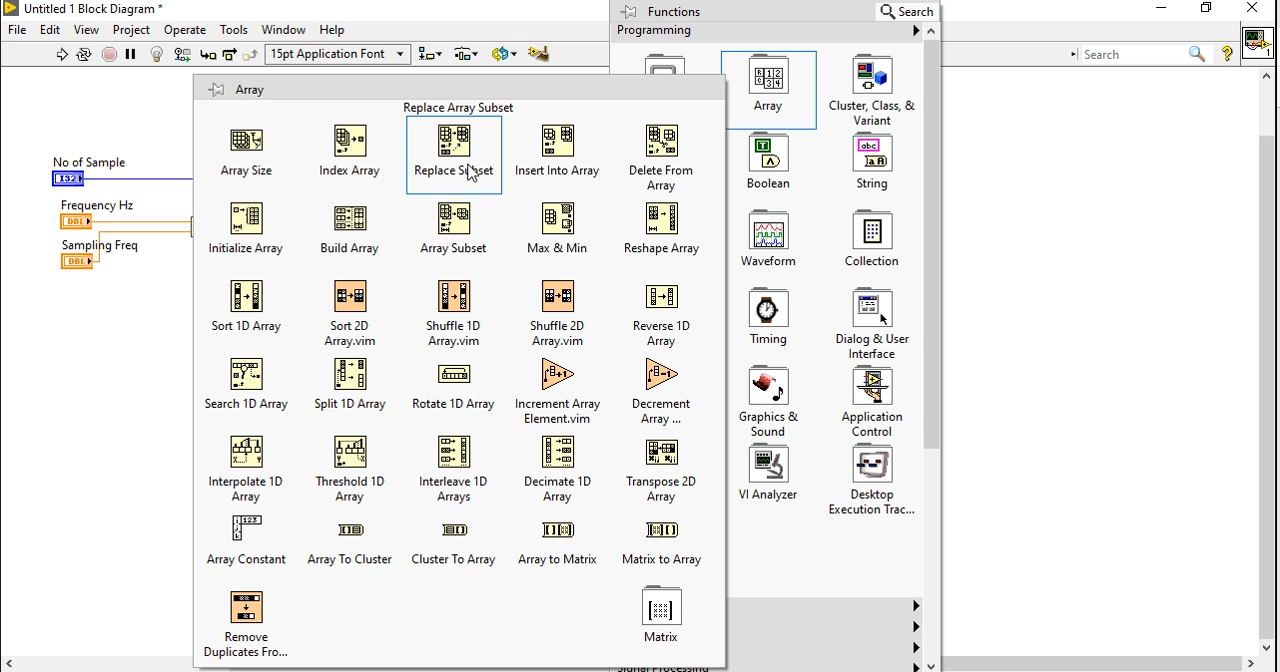 Untitled 1 Block Diagram *
Functions
Search
File Edit View Project Operate Tools Window Help
Programming
15pt Application Font
Search
?
1
Array
Replace Array Subset
Array Size
Index Array
Replace Subset
Insert Into Array
Delete From
Array
Initialize Array
Build Array
Array Subset
Max & Min
Reshape Array
Sort 1D Array
Sort 2D
Array.vim
Shuffle 1D
Array.vim
Shuffle 2D
Array.vim
Reverse 1D
Array
Search 1D Array
Split 1D Array
Rotate 1D Array
Increment Array
Element.vim
Decrement
Array ...
Interpolate 1D
Array
Threshold 1D
Array
Interleave 1D
Arrays
Decimate 1D
Array
Transpose 2D
Array
Array Constant
Array To Cluster
Cluster To Array
Array to Matrix
Matrix to Array
Remove
Duplicates Fro...
Matrix
No of Sample
I32
Frequency Hz
DBL
Sampling Freq
DBL
Array
Cluster, Class, &
Variant
Boolean
String
Waveform
Collection
Timing
Dialog & User
Interface
Graphics &
Sound
Application
Control
VI Analyzer
Desktop
Execution Trac...
Signal Processing